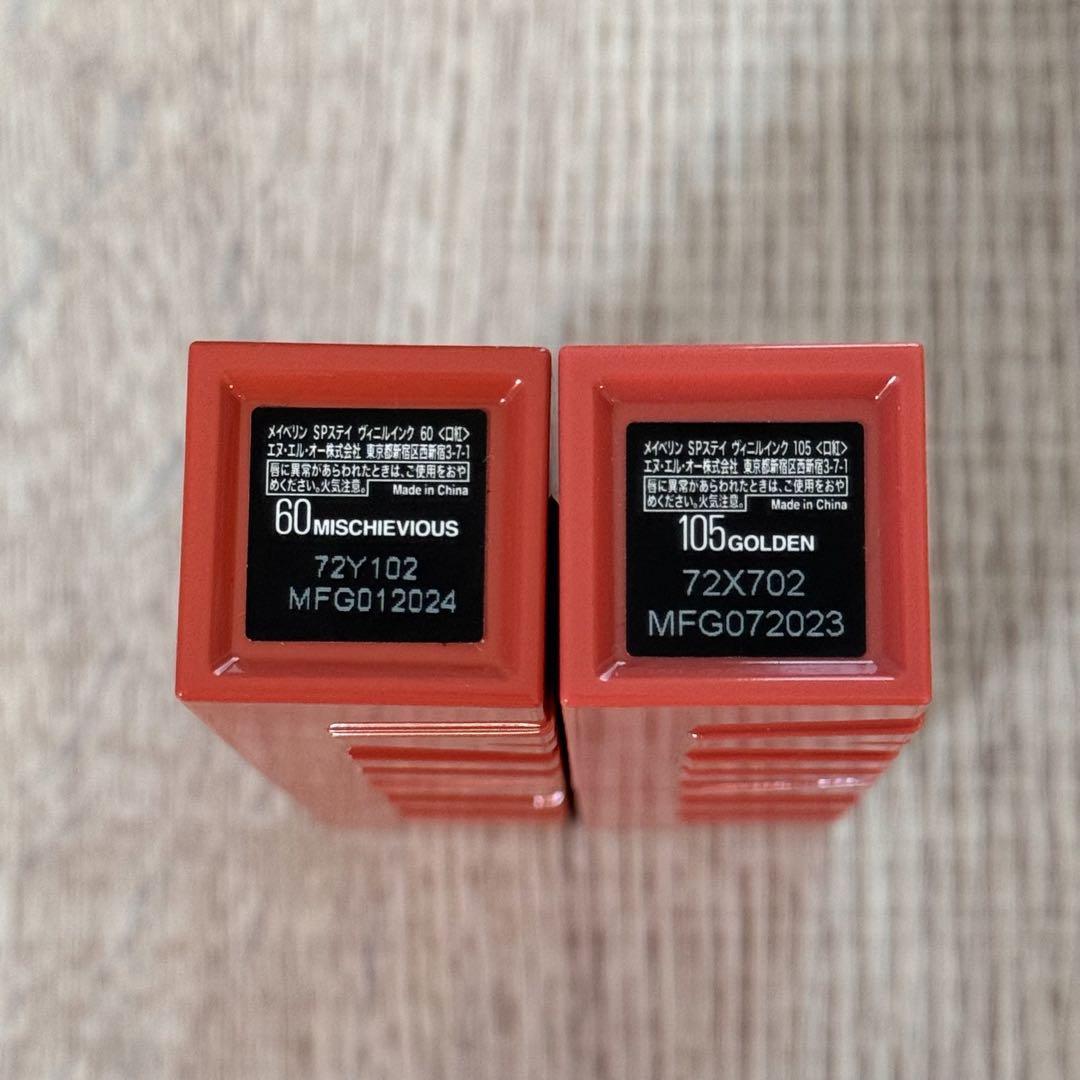 メイベリン SPステイ ヴィニルインク 60 〈口紅〉
エヌ・エル・オー株式会社 東京都新宿区西新宿3-7-1
唇に異常があらわれたときは、ご使用をおや
めください。火気注意。 Made in China
60 MISCHIEVIOUS
72Y102
MFG012024
メイベリン SPステイ ヴィニルインク 105 〈口紅〉
エヌ・エル・オー株式会社 東京都新宿区西新宿3-7-1
唇に異常があらわれたときは、ご使用をおや
めください。火気注意。 Made in China
105 GOLDEN
72X702
MFG072023